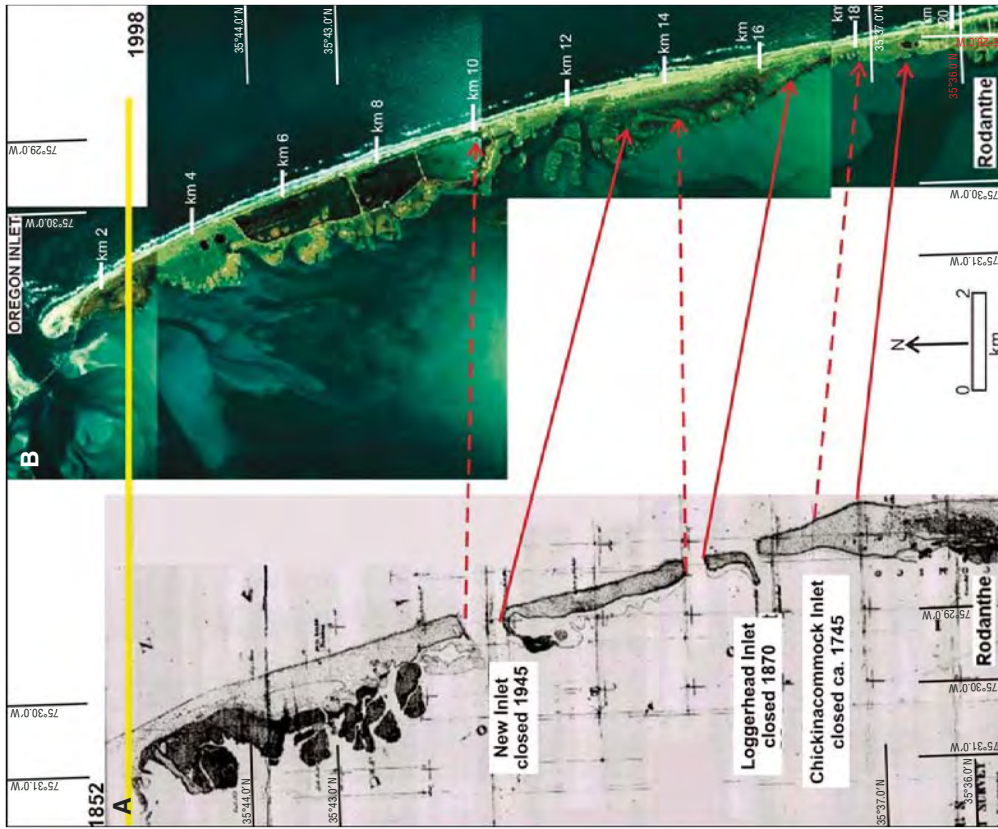 1852
A
75°31.0'W
75°30.0'W
35°44.0'N
35°43.0'N
New Inlet
closed 1945
Loggerhead Inlet
closed 1870
Chickinacommock Inlet
closed ca. 1745
75°29.0'W
75°30.0'W
75°31.0'W
35°37.0'N
35°36.0'N
Rodanthe
SURVEY
B
OREGON INLET
1998
75°30.0'W
75°29.0'W
35°44.0'N
35°43.0'N
km 2
km 4
km 6
km 8
km 10
km 12
km 14
km
16
km
18
35°37.0'N
km
20
35°36.0'N
Rodanthe
75°30.0'W
75°31.0'W
N
0
2
km